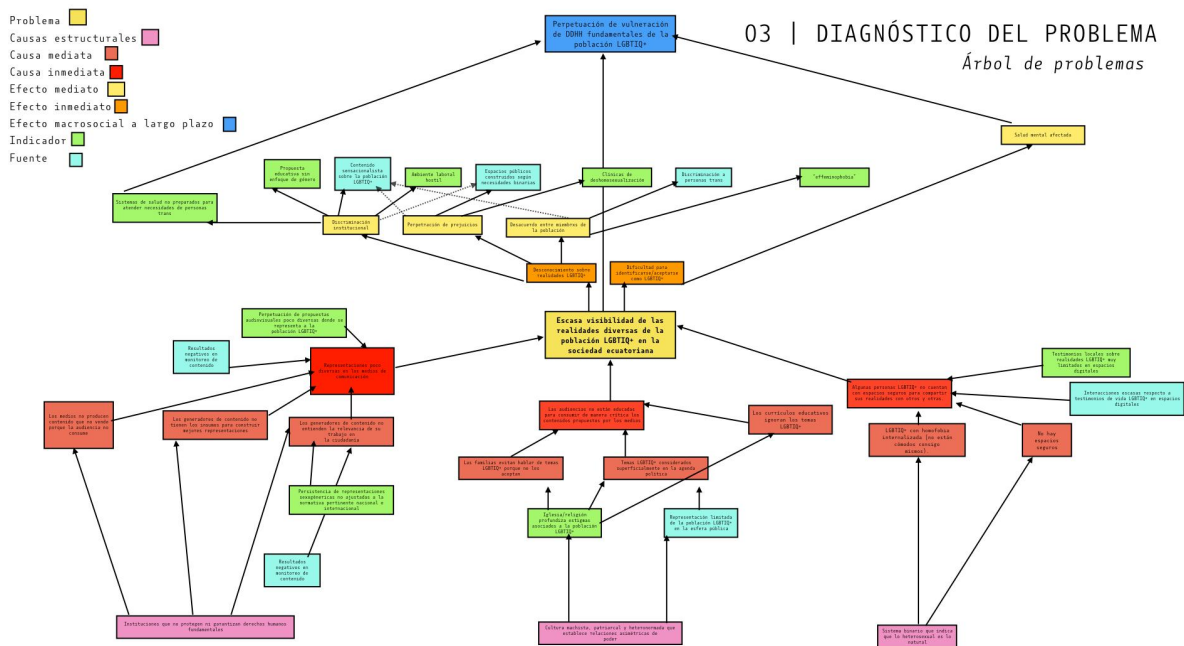 Problema
Causas estructurales
Causa mediata
Causa inmediata
Efecto mediato
Efecto inmediato
Efecto macrosocial a largo plazo
Indicador
Fuente
03 | DIAGNÓSTICO DEL PROBLEMA
Árbol de problemas
Perpetuación de vulneración
de DDHH fundamentales de la
población LGBTIQ+
Salud mental afectada
Propuesta
educativa sin
enfoque de género
Contenido
sensacionalista
sobre la población
LGBTIQ+
Ambiente laboral
hostil
Espacios públicos
construidos según
necesidades binarias
Clínicas de
deshomosexualización
Discriminación a
personas trans
Sistemas de salud no preparados para
atender necesidades de personas
trans
Discriminación
institucional
Perpetración de prejuicios
Desacuerdo entre miembros de
la población
Desconocimiento sobre
realidades LGBTIQ+
Dificultad para
identificarse/aceptarse
como LGBTIQ+
Escasa visibilidad de las
realidades diversas de la
población LGBTIQ+ en la
sociedad ecuatoriana
Perpetuación de propuestas
audiovisuales poco diversas donde se
representa a la
población LGBTIQ+
Resultados
negativos en
monitoreo de
contenido
Representaciones poco
diversas en los medios de
comunicación.
Los medios no producen
contenido que no vende
porque la audiencia no
consume
Los generadores de contenido no
tienen los insumos para construir
mejores representaciones.
Los generadores de contenido no
entienden la relevancia de su
trabajo en
la ciudadanía
Persistencia de representaciones
sexogénericas no ajustadas a la
normativa pertinente nacional e
internacional
Resultados
negativos en
monitoreo de
contenido
Instituciones que no protegen ni garantizan derechos humanos
fundamentales
Las audiencias no están educadas
para consumir de manera crítica los
contenidos propuestos por los medios
Los currículos educativos
ignoran los temas
LGBTIQ+
Las familias evitan hablar de temas
LGBTIQ+ porque no los
aceptan
Temas LGBTIQ+ considerados
superficialmente en la agenda
política
Iglesia/religión
profundiza estigmas
asociados a la población
LGBTIQ+
Representación limitada
de la población LGBTIQ+
en la esfera pública
Cultura machista, patriarcal y heteronormada que
establece relaciones asimétricas de
poder
Testimonios locales sobre
realidades LGBTIQ+ muy
limitados en espacios
digitales
Algunas personas LGBTIQ+ no cuentan
con espacios seguros para compartir
sus realidades con otros y otras.
Interacciones escasas respecto a
testimonios de vida LGBTIQ+ en espacios
digitales
LGBTIQ+ con homofobia
internalizada (no están
cómodos consigo
mismos).
No hay
espacios
seguros
Sistema binario que indica
que lo heterosexual es lo
natural